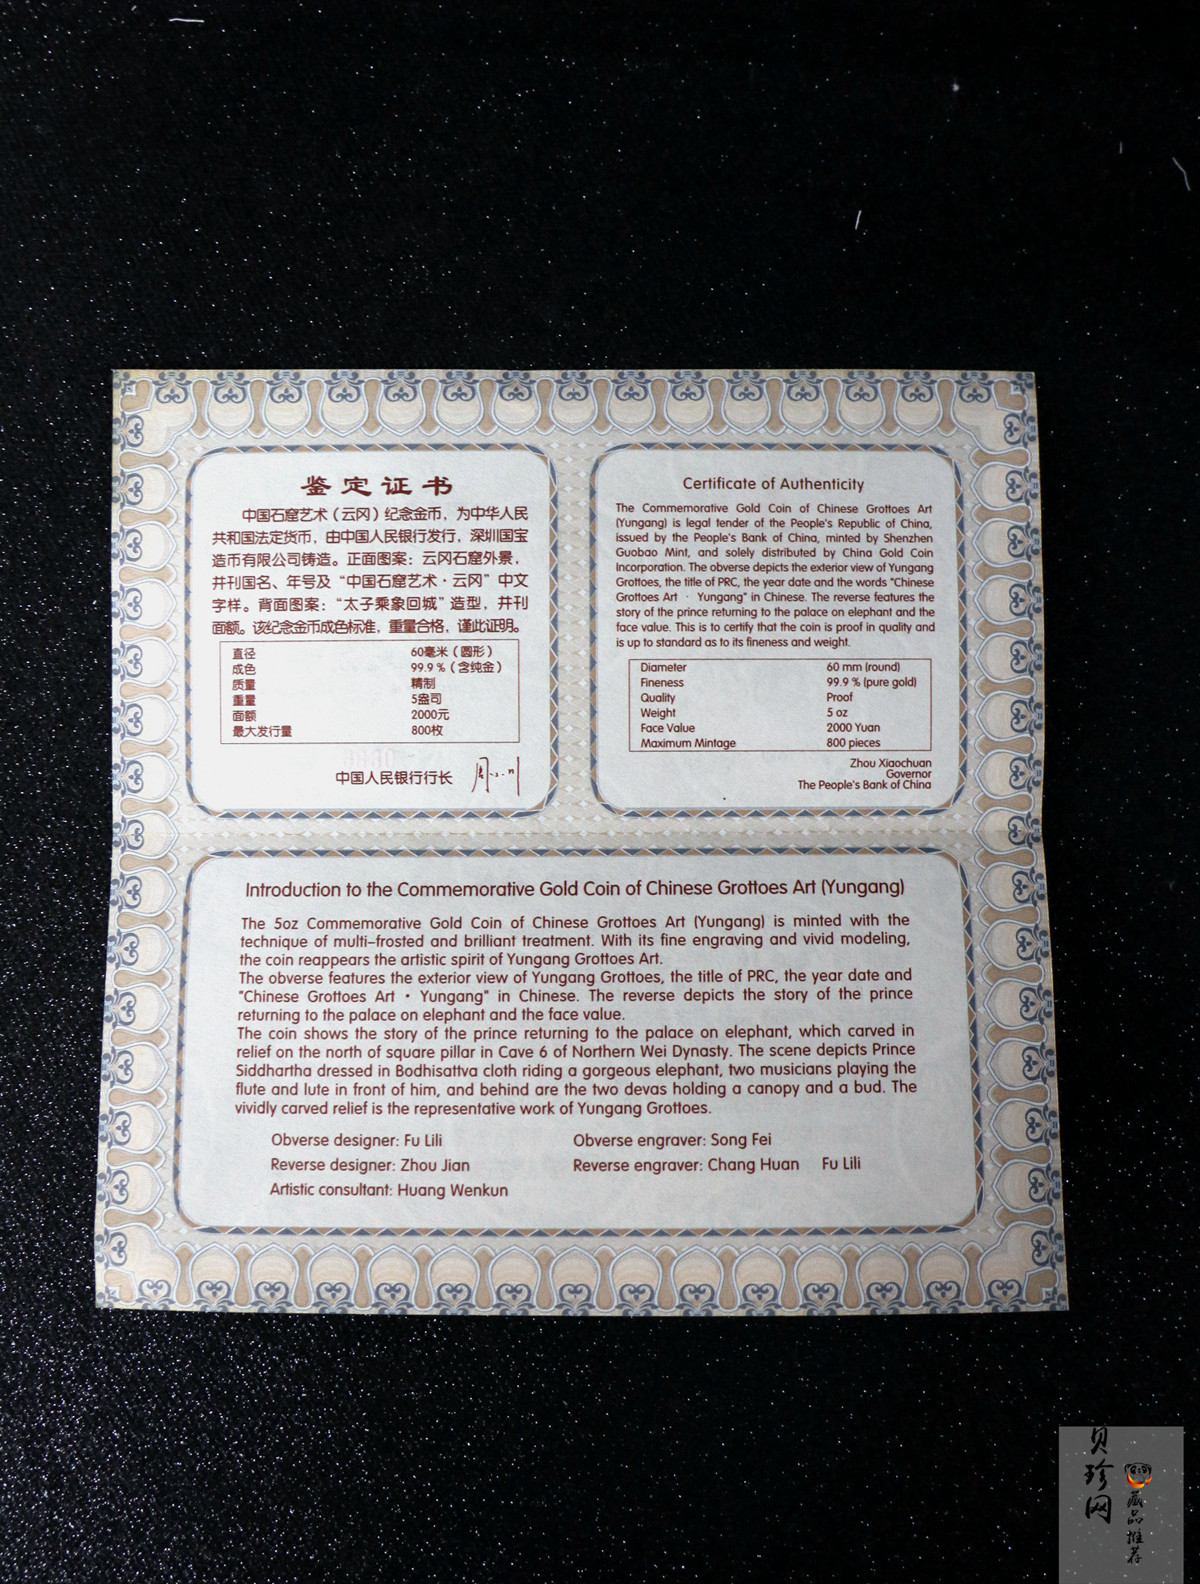 鉴定证书
中国石窟艺术（云冈）纪念金币，为中华人民
共和国法定货币，由中国人民银行发行，深圳国宝
造币有限公司铸造。正面图案：云冈石窟外景，
并刊国名、年号及“中国石窟艺术·云冈”中文
字样。背面图案：“太子乘象回城”造型，并刊
面额。该纪念金币成色标准，重量合格，谨此证明。
直径 60毫米（圆形）
成色 99.9％（含纯金）
质量 精制
重量 5盎司
面额 2000元
最大发行量 800枚
中国人民银行行长
Certificate of Authenticity
The Commemorative Gold Coin of Chinese Grottoes Art
(Yungang) is legal tender of the People's Republic of China,
issued by the People's Bank of China, minted by Shenzhen
Guobao Mint, and solely distributed by China Gold Coin
Incorporation. The obverse depicts the exterior view of Yungang
Grottoes, the title of PRC, the year date and the words "Chinese
Grottoes Art · Yungang" in Chinese. The reverse features the
story of the prince returning to the palace on elephant and the
face value. This is to certify that the coin is proof in quality and
is up to standard as to its fineness and weight.
Diameter 60 mm (round)
Fineness 99.9 % (pure gold)
Quality Proof
Weight 5 oz
Face Value 2000 Yuan
Maximum Mintage 800 pieces
Zhou Xiaochuan
Governor
The People's Bank of China
Introduction to the Commemorative Gold Coin of Chinese Grottoes Art (Yungang)
The 5oz Commemorative Gold Coin of Chinese Grottoes Art (Yungang) is minted with the
technique of multi-frosted and brilliant treatment. With its fine engraving and vivid modeling,
the coin reappears the artistic spirit of Yungang Grottoes Art.
The obverse features the exterior view of Yungang Grottoes, the title of PRC, the year date and
"Chinese Grottoes Art · Yungang" in Chinese. The reverse depicts the story of the prince
returning to the palace on elephant and the face value.
The coin shows the story of the prince returning to the palace on elephant, which carved in
relief on the north of square pillar in Cave 6 of Northern Wei Dynasty. The scene depicts Prince
Siddhartha dressed in Bodhisattva cloth riding a gorgeous elephant, two musicians playing the
flute and lute in front of him, and behind are the two devas holding a canopy and a bud. The
vividly carved relief is the representative work of Yungang Grottoes.
Obverse designer: Fu Lili Obverse engraver: Song Fei
Reverse designer: Zhou Jian Reverse engraver: Chang Huan Fu Lili
Artistic consultant: Huang Wenkun
贝珍网
藏品推荐